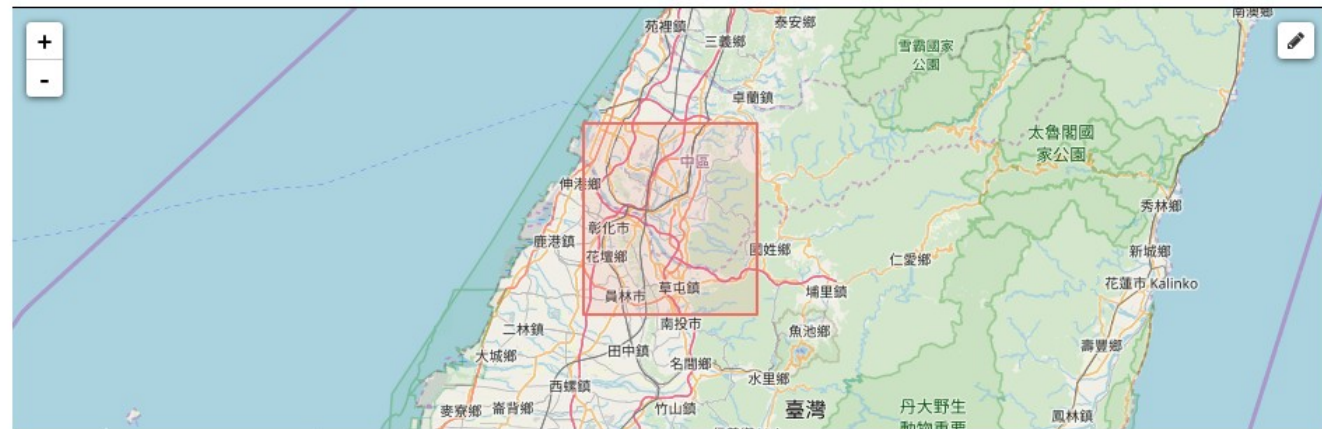 +
-
南澳鄉
苑裡鎮
泰安鄉
三義鄉
雪霸國家
公園
卓蘭鎮
太魯閣國
家公園
中區
伸港鄉
秀林鄉
彰化市
鹿港鎮
國姓鄉
新城鄉
花壇鄉
仁愛鄉
花蓮市 Kalinko
草屯鎮
員林市
埔里鎮
二林鎮
南投市
魚池鄉
壽豐鄉
大城鄉
田中鎮
名間鄉
水里鄉
西螺鎮
麥寮鄉
崙背鄉
竹山鎮
臺灣
丹大野生
動物重要
鳳林鎮